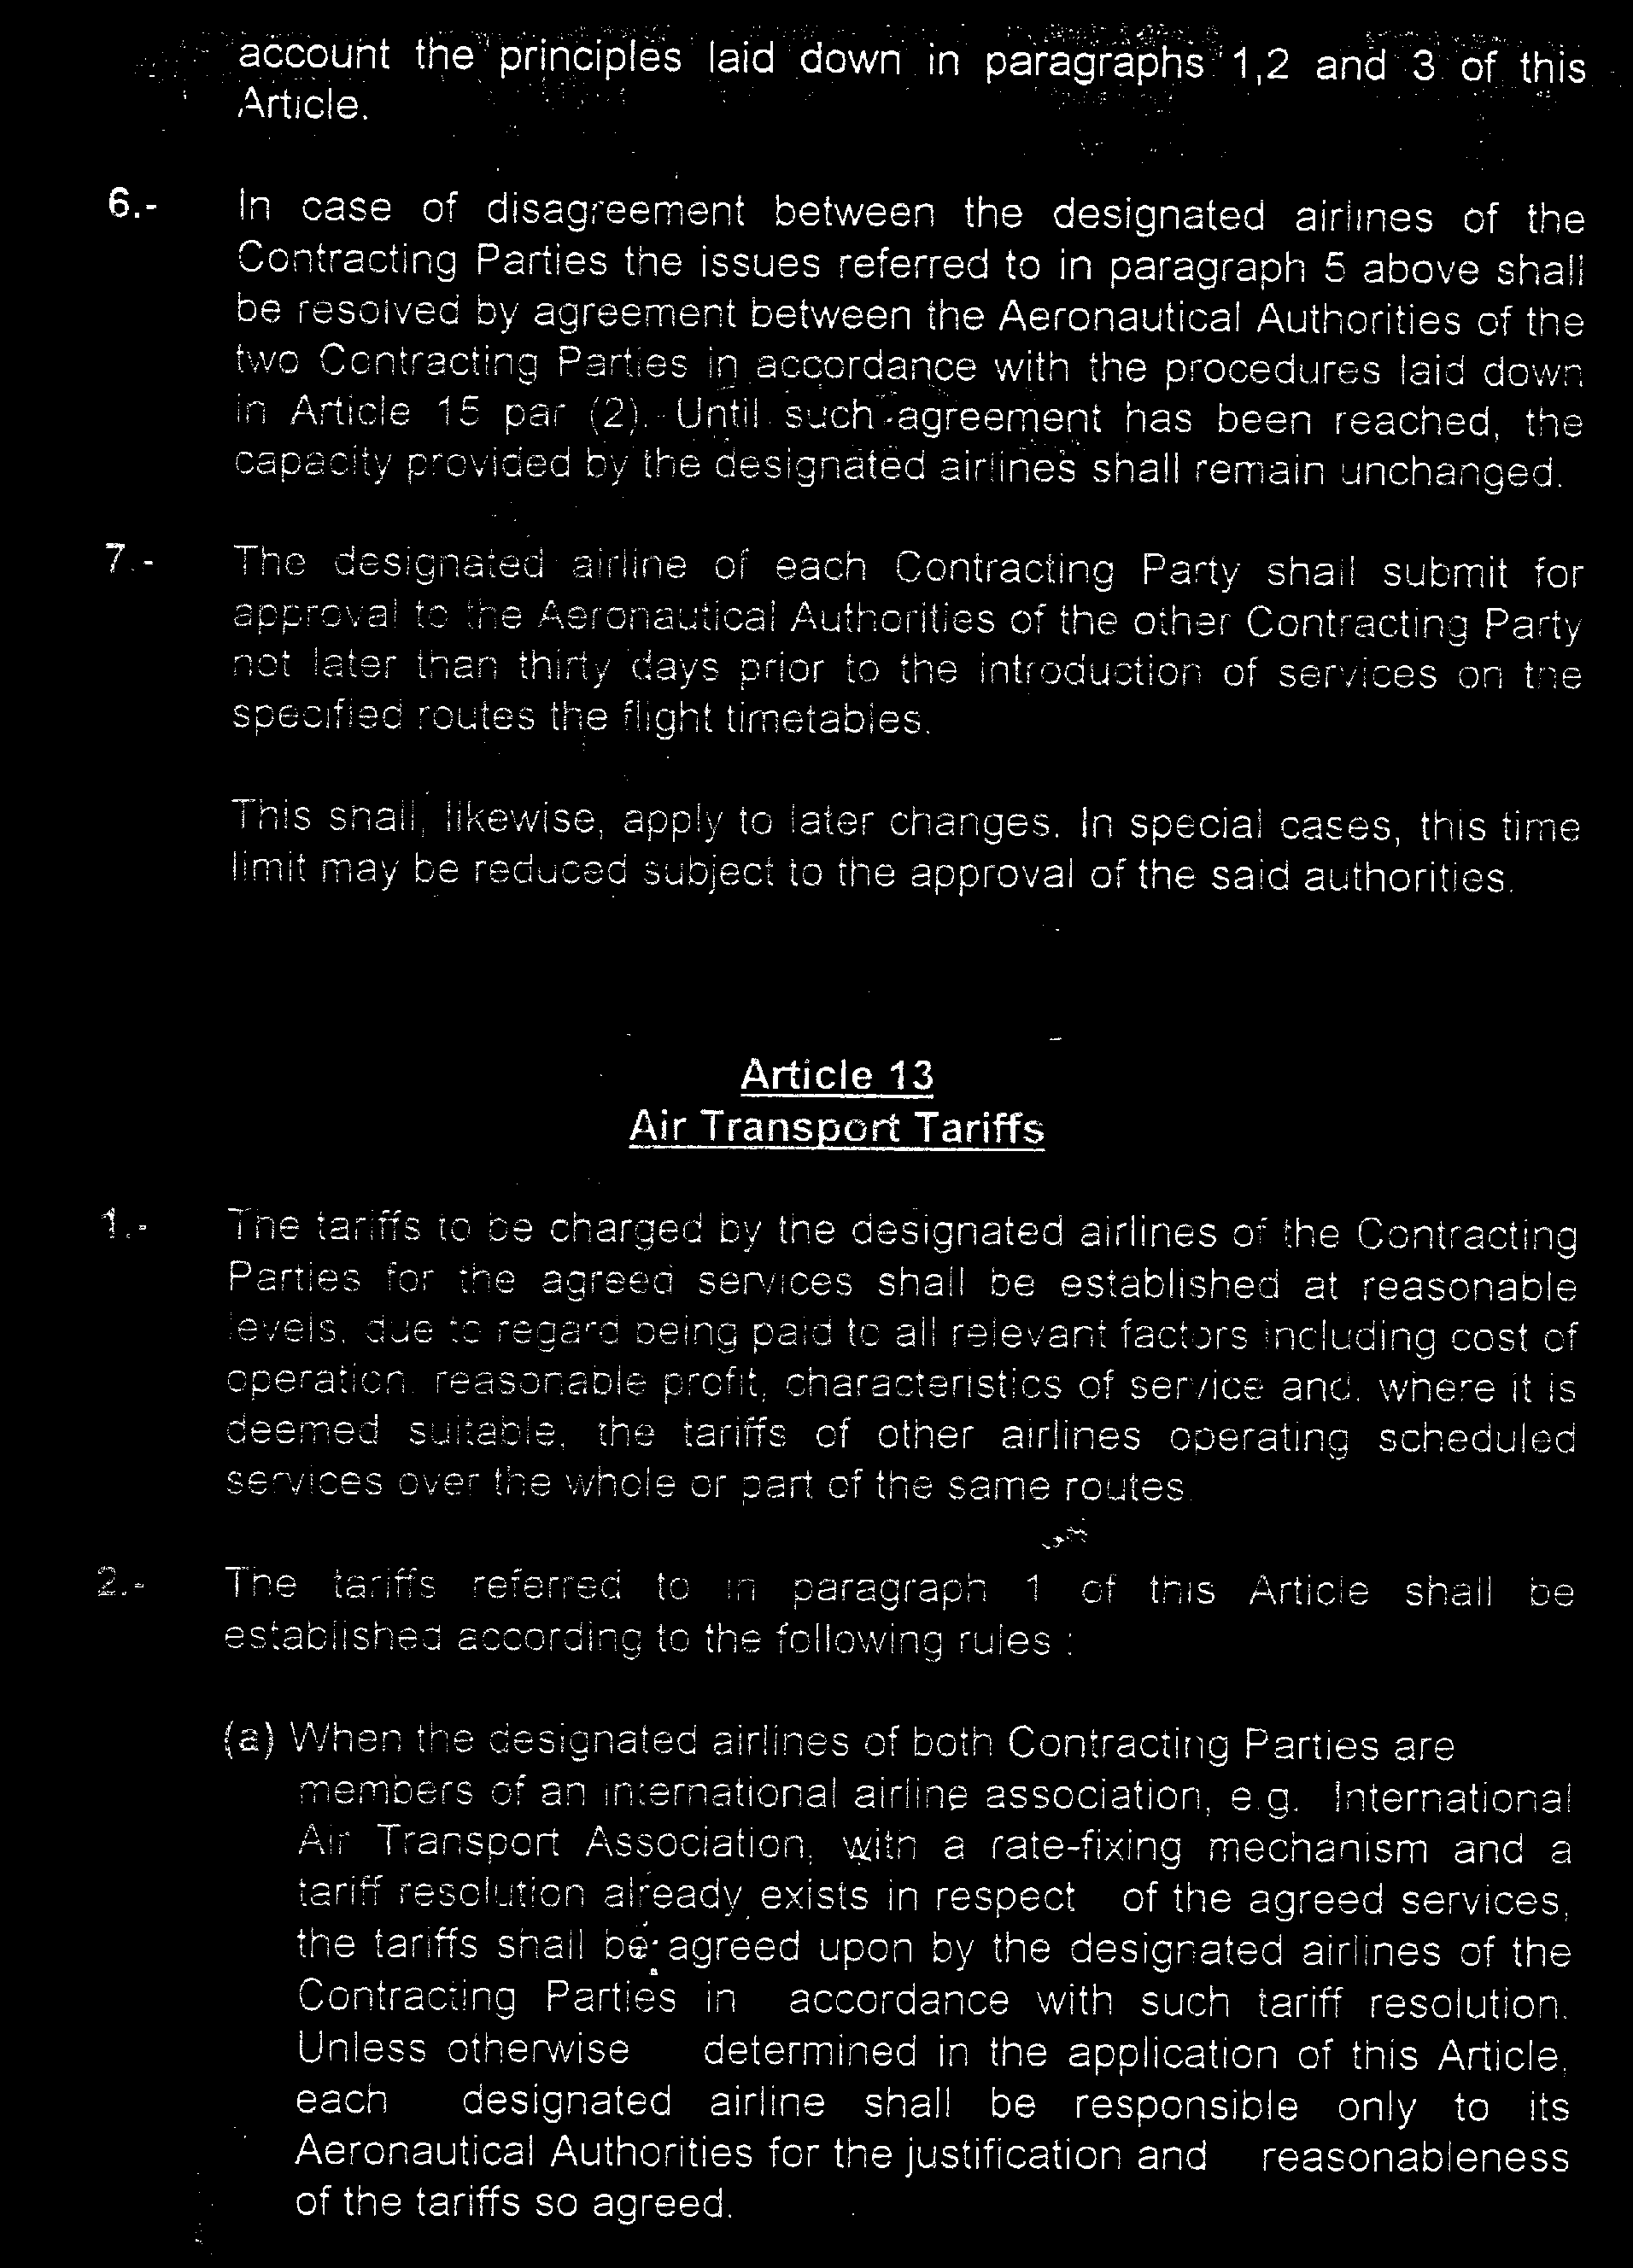 account the principles laid down in paragraphs 1,2 and 3 of this
Article.
6.- In case of disagreement between the designated airlines of the
Contracting Parties the issues referred to in paragraph 5 above shall
be resolved by agreement between the Aeronautical Authorities of the
two Contracting Parties in accordance with the procedures laid down
in Article 15 par (2). Until such agreement has been reached, the
capacity provided by the designated airlines shall remain unchanged.
7.- The designated airline of each Contracting Party shall submit for
approval to the Aeronautical Authorities of the other Contracting Party
not later than thirty days prior to the introduction of services on the
specified routes the flight timetables.
This shall, likewise, apply to later changes. In special cases, this time
limit may be reduced subject to the approval of the said authorities.
Article 13
Air Transport Tariffs
1.- The tariffs to be charged by the designated airlines of the Contracting
Parties for the agreed services shall be established at reasonable
levels, due to regard being paid to all relevant factors including cost of
operation, reasonable profit, characteristics of service and, where it is
deemed suitable, the tariffs of other airlines operating scheduled
services over the whole or part of the same routes.
2.- The tariffs referred to in paragraph 1 of this Article shall be
established according to the following rules :
(a) When the designated airlines of both Contracting Parties are
members of an international airline association, e.g. International
Air Transport Association, with a rate-fixing mechanism and a
tariff resolution already exists in respect of the agreed services,
the tariffs shall be agreed upon by the designated airlines of the
Contracting Parties in accordance with such tariff resolution.
Unless otherwise determined in the application of this Article,
each designated airline shall be responsible only to its
Aeronautical Authorities for the justification and reasonableness
of the tariffs so agreed.